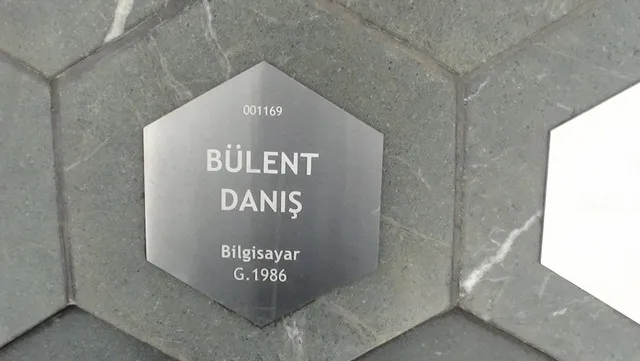 001169
BÜLENT
DANIŞ
Bilgisayar
G.1986